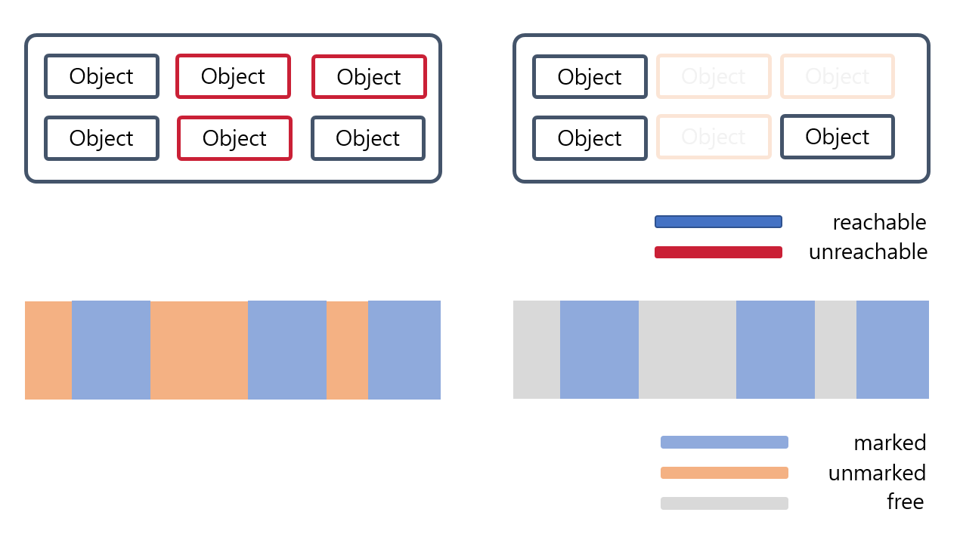 Object Object Object
Object Object Object
Object Object Object
Object Object Object
reachable
unreachable
marked
unmarked
free